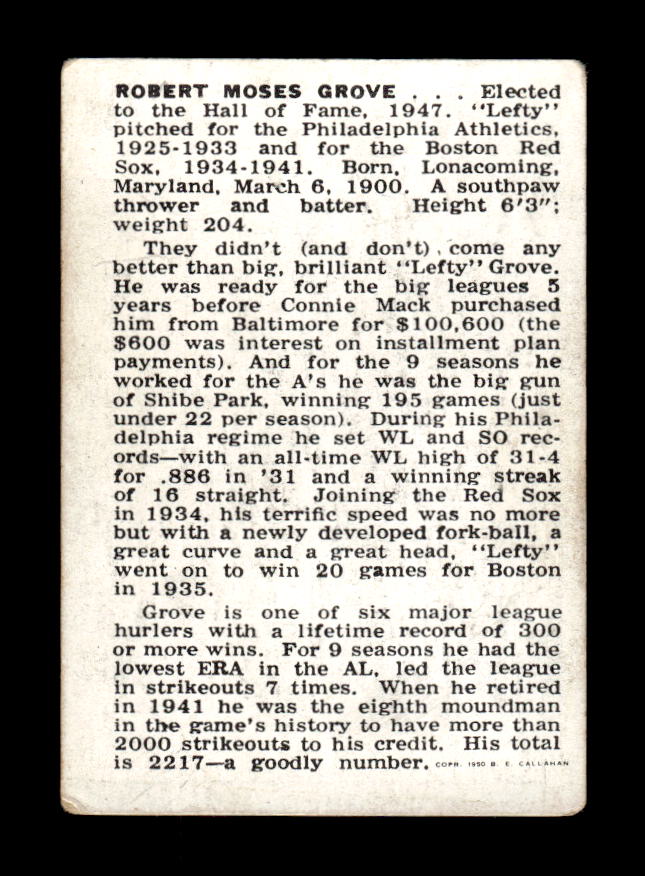 ROBERT MOSES GROVE . . . Elected
to the Hall of Fame, 1947. "Lefty"
pitched for the Philadelphia Athletics,
1925-1933 and for the Boston Red
Sox, 1934-1941. Born, Lonacoming,
Maryland, March 6, 1900. A southpaw
thrower and batter. Height 6'3";
weight 204.
They didn't (and don't) come any
better than big, brilliant "Lefty" Grove.
He was ready for the big leagues 5
years before Connie Mack purchased
him from Baltimore for $100,600 (the
$600 was interest on installment plan
payments). And for the 9 seasons he
worked for the A's he was the big gun
of Shibe Park, winning 195 games (just
under 22 per season). During his Phila-
delphia regime he set WL and SO rec-
ords—with an all-time WL high of 31-4
for .886 in '31 and a winning streak
of 16 straight. Joining the Red Sox
in 1934, his terrific speed was no more
but with a newly developed fork-ball, a
great curve and a great head, "Lefty"
went on to win 20 games for Boston
in 1935.
Grove is one of six major league
hurlers with a lifetime record of 300
or more wins. For 9 seasons he had the
lowest ERA in the AL, led the league
in strikeouts 7 times. When he retired
in 1941 he was the eighth moundman
in the game's history to have more than
2000 strikeouts to his credit. His total
is 2217—a goodly number. COPR. 1950 B. E. CALLAHAN